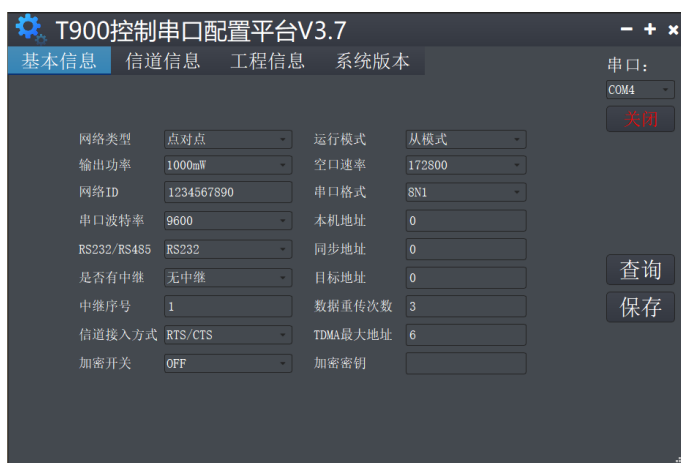 T900控制串口配置平台V3.7
基本信息 信道信息 工程信息 系统版本
串口:
COM4
关闭
网络类型 点对点 运行模式 从模式
输出功率 1000mW 空口速率 172800
网络ID 1234567890 串口格式 8N1
串口波特率 9600 本机地址 0
RS232/RS485 RS232 同步地址 0
是否有中继 无中继 目标地址 0
中继序号 1 数据重传次数 3
信道接入方式 RTS/CTS TDMA最大地址 6
加密开关 OFF 加密密钥
查询
保存